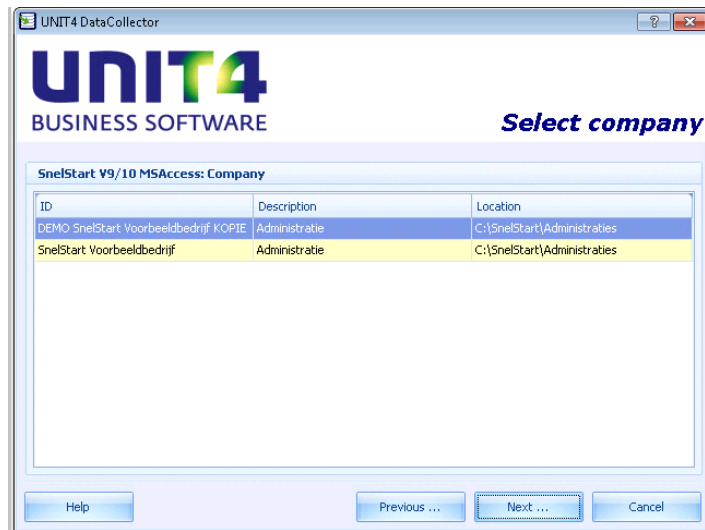 UNIT4 DataCollector
UNIT4
BUSINESS SOFTWARE
Select company
SnelStart V9/10 MSAccess: Company
ID Description Location
DEMO SnelStart Voorbeeldbedrijf KOPIE Administratie C:\SnelStart\Administraties
SnelStart Voorbeeldbedrijf Administratie C:\SnelStart\Administraties
Help Previous ... Next ... Cancel